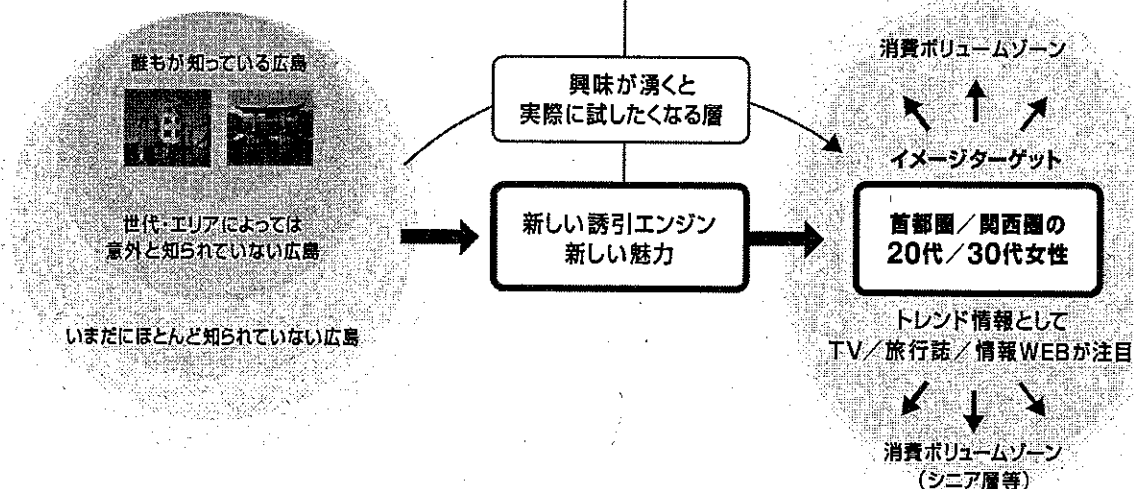 誰もが知っている広島
世代・エリアによっては
意外と知られていない広島
いまだにほとんど知られていない広島
興味が湧くと
実際に試したくなる層
新しい誘引エンジン
新しい魅力
消費ボリュームゾーン
イメージターゲット
首都圏／関西圏の
20代／30代女性
トレンド情報として
TV／旅行誌／情報WEBが注目
消費ボリュームゾーン
（シニア層等）